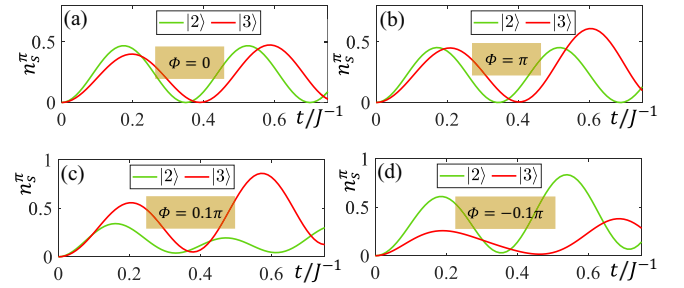 (a) |2⟩ |3⟩
n_s^π
0.5
0
Φ = 0
0 0.2 0.4 0.6 t/J⁻¹
(b) |2⟩ |3⟩
n_s^π
0.5
0
Φ = π
0 0.2 0.4 0.6 t/J⁻¹
(c) |2⟩ |3⟩
n_s^π
1
0.5
0
Φ = 0.1π
0 0.2 0.4 0.6 t/J⁻¹
(d) |2⟩ |3⟩
n_s^π
1
0.5
0
Φ = −0.1π
0 0.2 0.4 0.6 t/J⁻¹